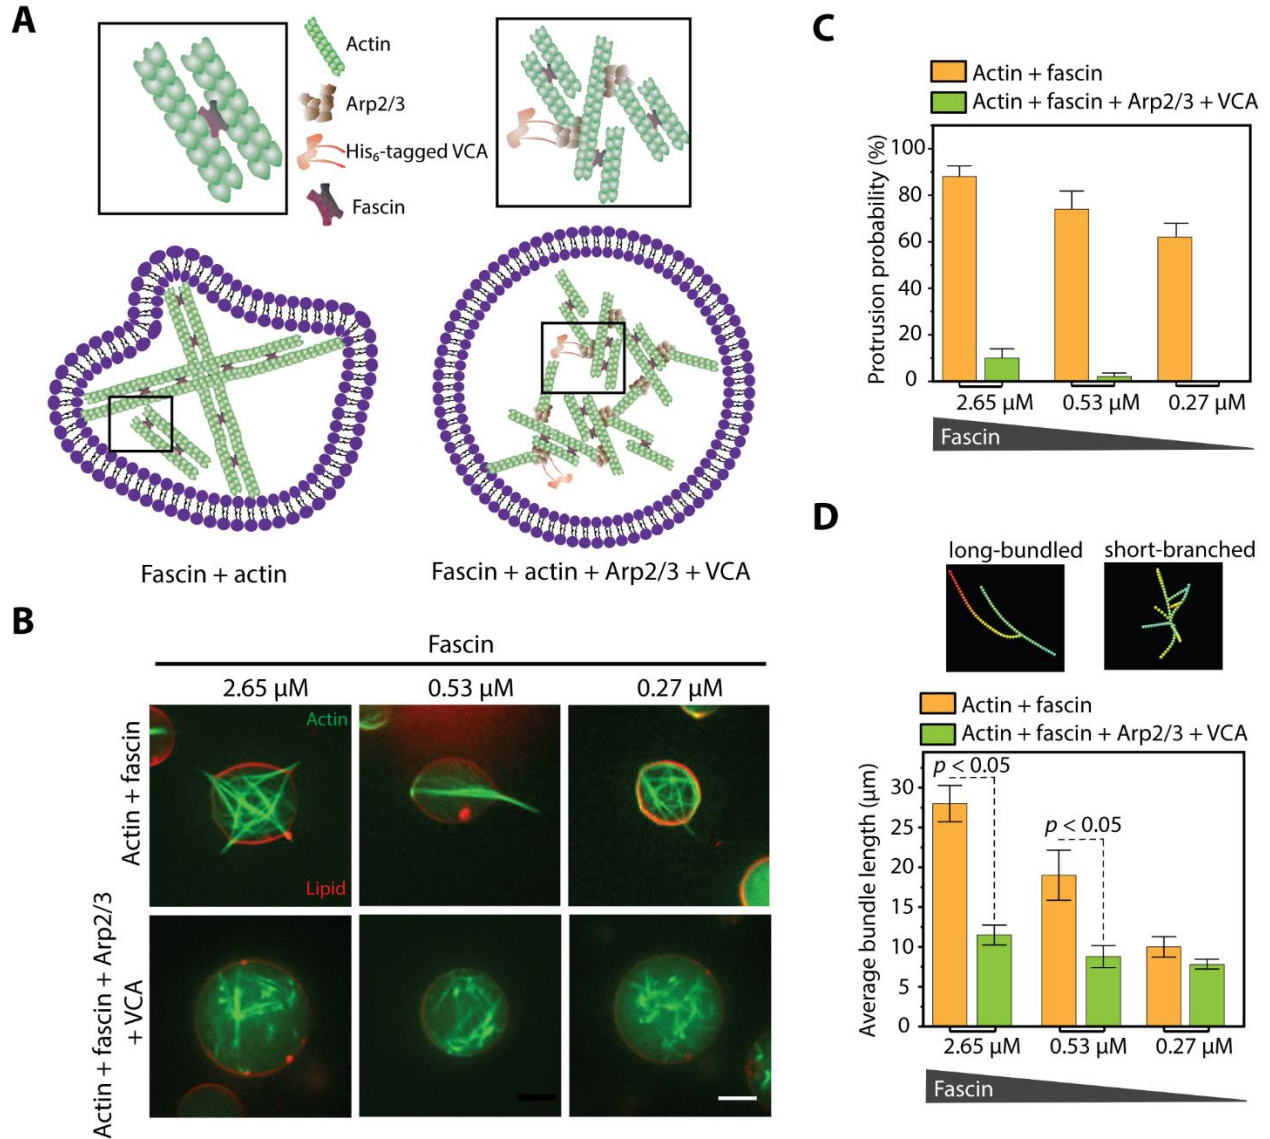 A
Actin
Arp2/3
His₆-tagged VCA
Fascin
Fascin + actin
Fascin + actin + Arp2/3 + VCA
B
Fascin
2.65 µM
0.53 µM
0.27 µM
Actin + fascin
Actin
Lipid
Actin + fascin + Arp2/3
+ VCA
C
Actin + fascin
Actin + fascin + Arp2/3 + VCA
Protrusion probability (%)
100
80
60
40
20
0
2.65 µM
0.53 µM
0.27 µM
Fascin
D
long-bundled
short-branched
Actin + fascin
Actin + fascin + Arp2/3 + VCA
Average bundle length (µm)
30
25
20
15
10
5
0
p < 0.05
p < 0.05
2.65 µM
0.53 µM
0.27 µM
Fascin